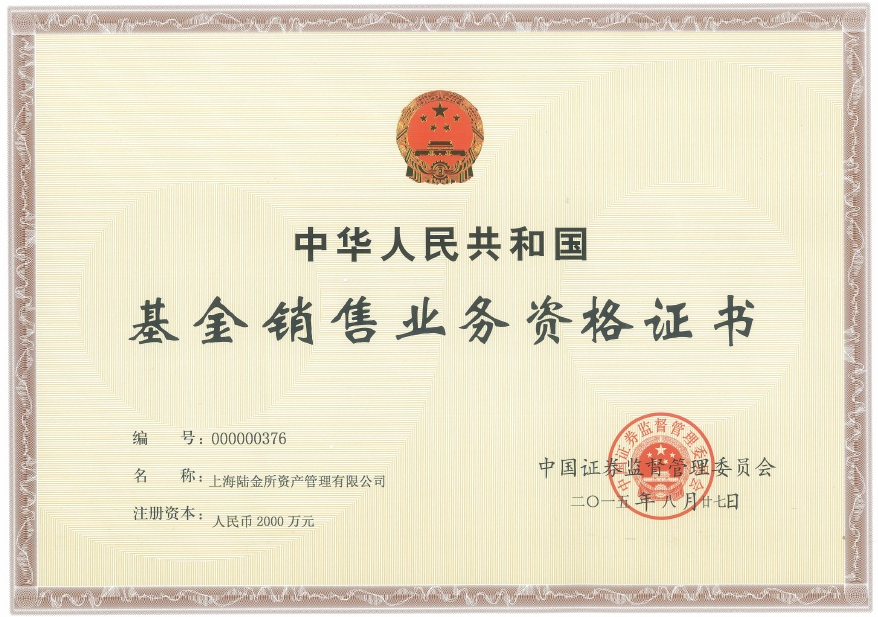 中华人民共和国
基金销售业务资格证书
编 号：000000376
名 称：上海陆金所资产管理有限公司
注册资本：人民币 2000 万元
中国证券监督管理委员会
中国证券监督管理委员会
二〇一五年八月廿七日